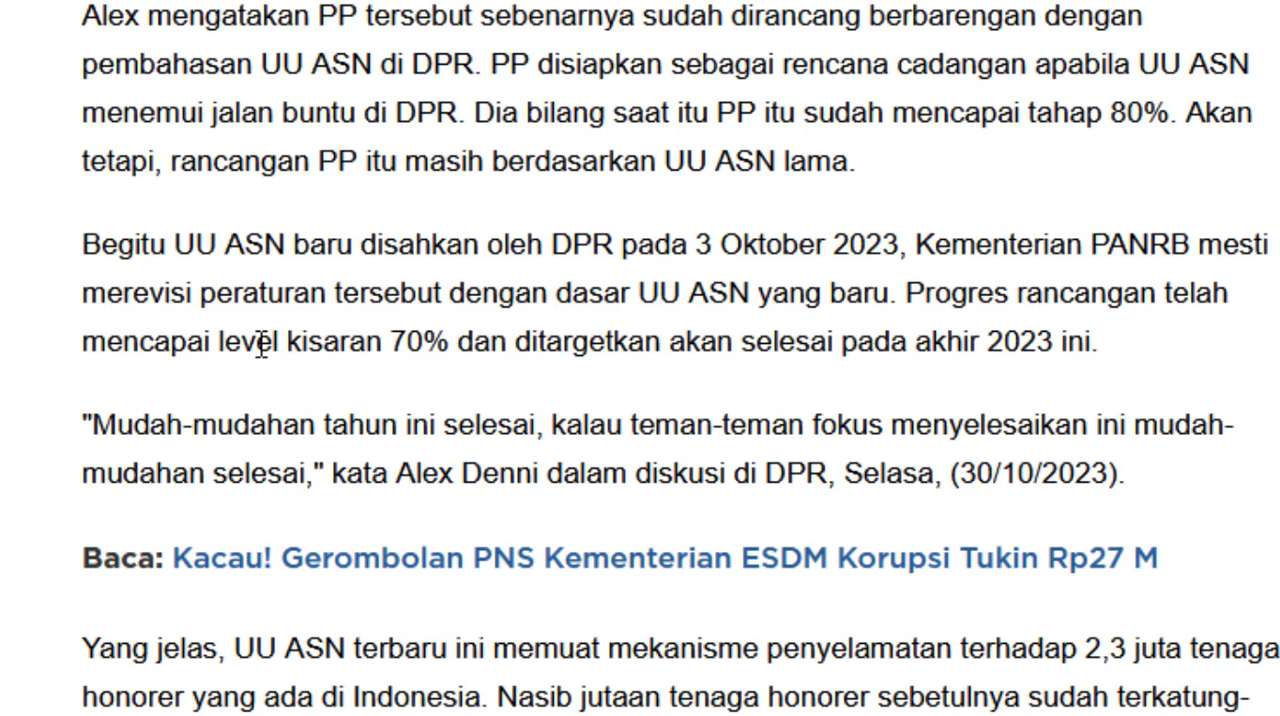 Alex mengatakan PP tersebut sebenarnya sudah dirancang berbarengan dengan
pembahasan UU ASN di DPR. PP disiapkan sebagai rencana cadangan apabila UU ASN
menemui jalan buntu di DPR. Dia bilang saat itu PP itu sudah mencapai tahap 80%. Akan
tetapi, rancangan PP itu masih berdasarkan UU ASN lama.
Begitu UU ASN baru disahkan oleh DPR pada 3 Oktober 2023, Kementerian PANRB mesti
merevisi peraturan tersebut dengan dasar UU ASN yang baru. Progres rancangan telah
mencapai level kisaran 70% dan ditargetkan akan selesai pada akhir 2023 ini.
"Mudah-mudahan tahun ini selesai, kalau teman-teman fokus menyelesaikan ini mudah-
mudahan selesai," kata Alex Denni dalam diskusi di DPR, Selasa, (30/10/2023).
Baca: Kacau! Gerombolan PNS Kementerian ESDM Korupsi Tukin Rp27 M
Yang jelas, UU ASN terbaru ini memuat mekanisme penyelamatan terhadap 2,3 juta tenaga
honorer yang ada di Indonesia. Nasib jutaan tenaga honorer sebetulnya sudah terkatung-